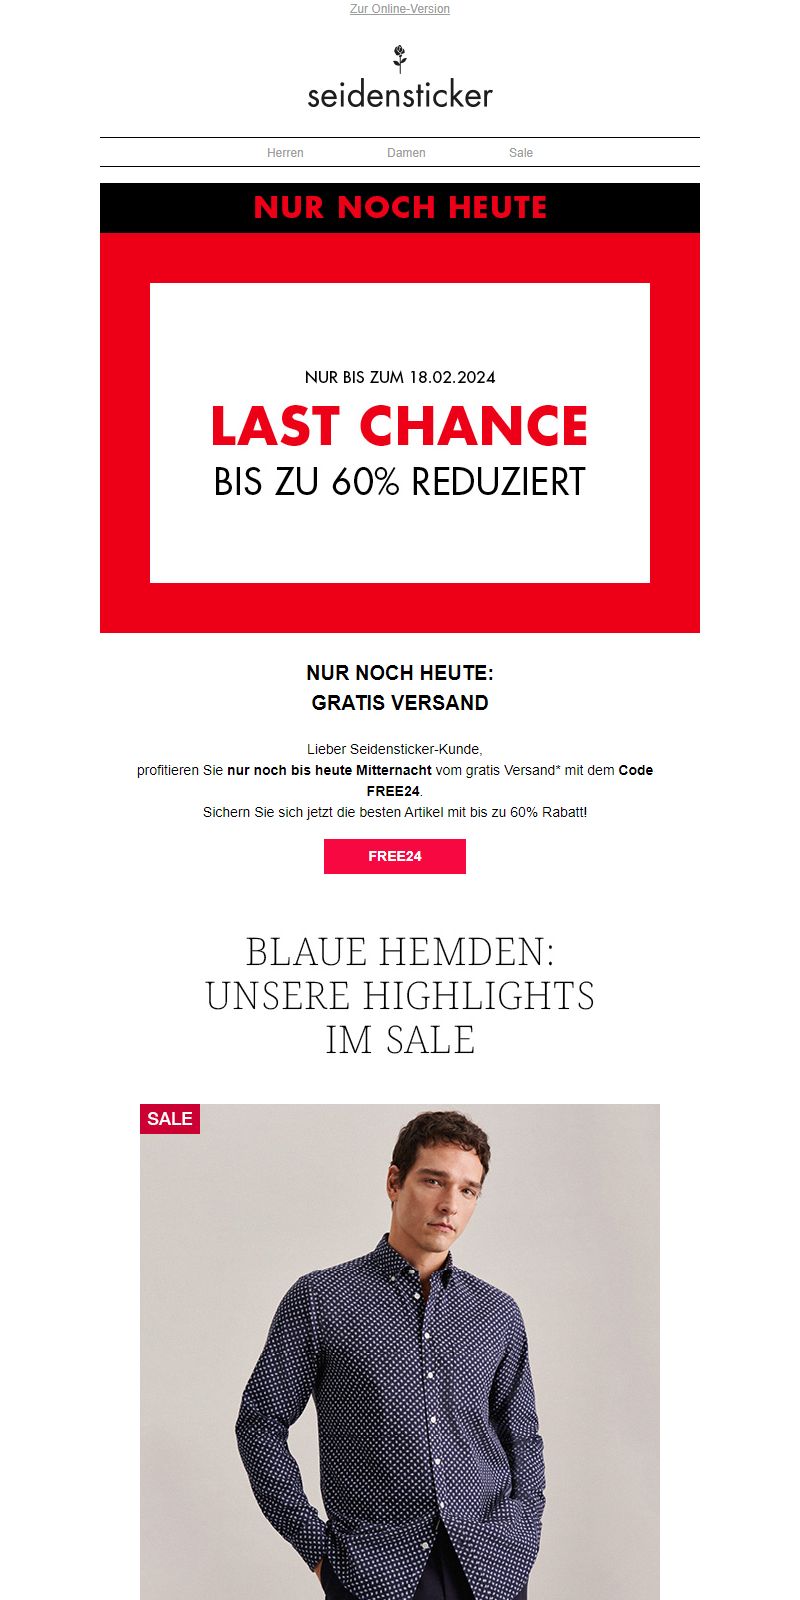 Zur Online-Version
seidensticker
Herren Damen Sale
NUR NOCH HEUTE
NUR BIS ZUM 18.02.2024
LAST CHANCE
BIS ZU 60% REDUZIERT
NUR NOCH HEUTE:
GRATIS VERSAND
Lieber Seidensticker-Kunde,
profitieren Sie nur noch bis heute Mitternacht vom gratis Versand* mit dem Code
FREE24.
Sichern Sie sich jetzt die besten Artikel mit bis zu 60% Rabatt!
FREE24
BLAUE HEMDEN:
UNSERE HIGHLIGHTS
IM SALE
SALE